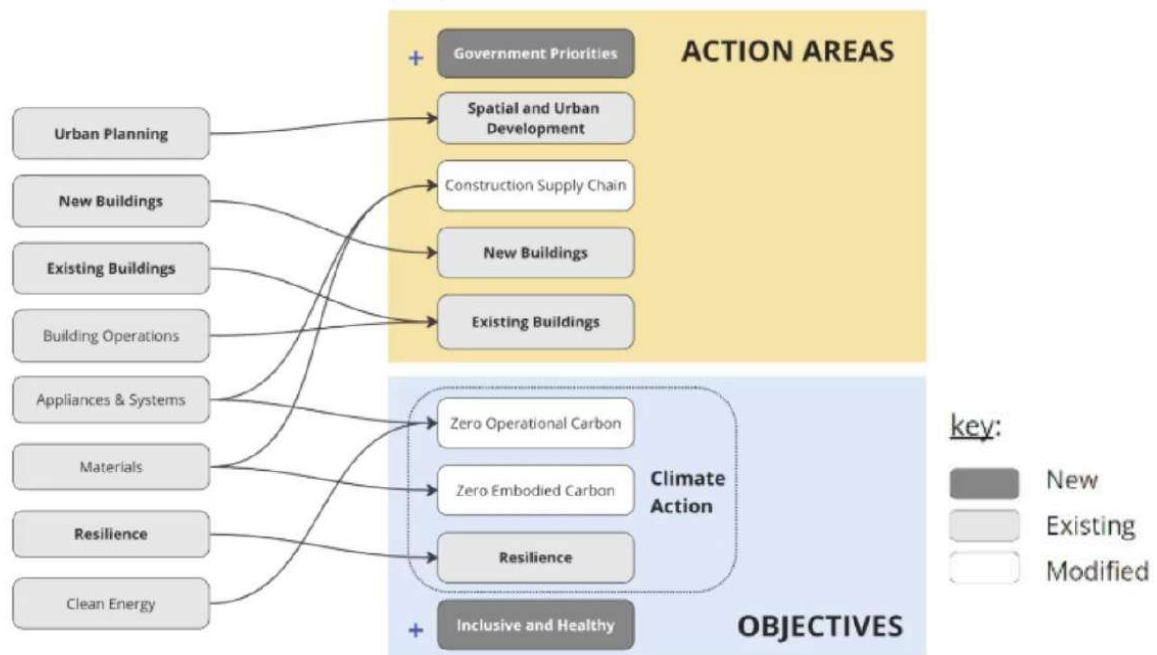 Urban Planning
New Buildings
Existing Buildings
Building Operations
Appliances & Systems
Materials
Resilience
Clean Energy
+
Government Priorities
ACTION AREAS
Spatial and Urban
Development
Construction Supply Chain
New Buildings
Existing Buildings
Zero Operational Carbon
Zero Embodied Carbon
Resilience
Climate
Action
+
Inclusive and Healthy
OBJECTIVES
key:
New
Existing
Modified